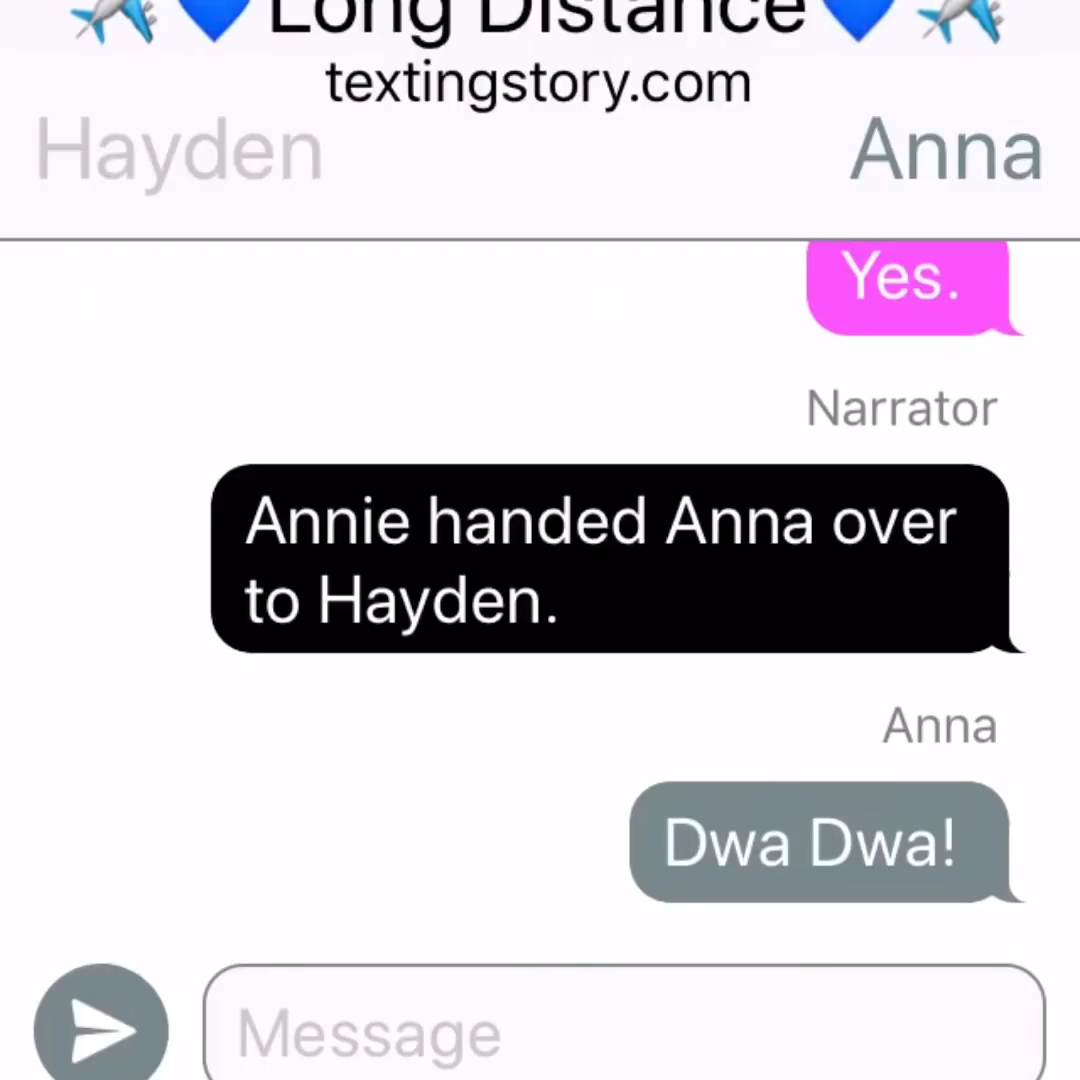 Long Distance
textingstory.com
Hayden
Anna
Yes.
Narrator
Annie handed Anna over
to Hayden.
Anna
Dwa Dwa!
Message